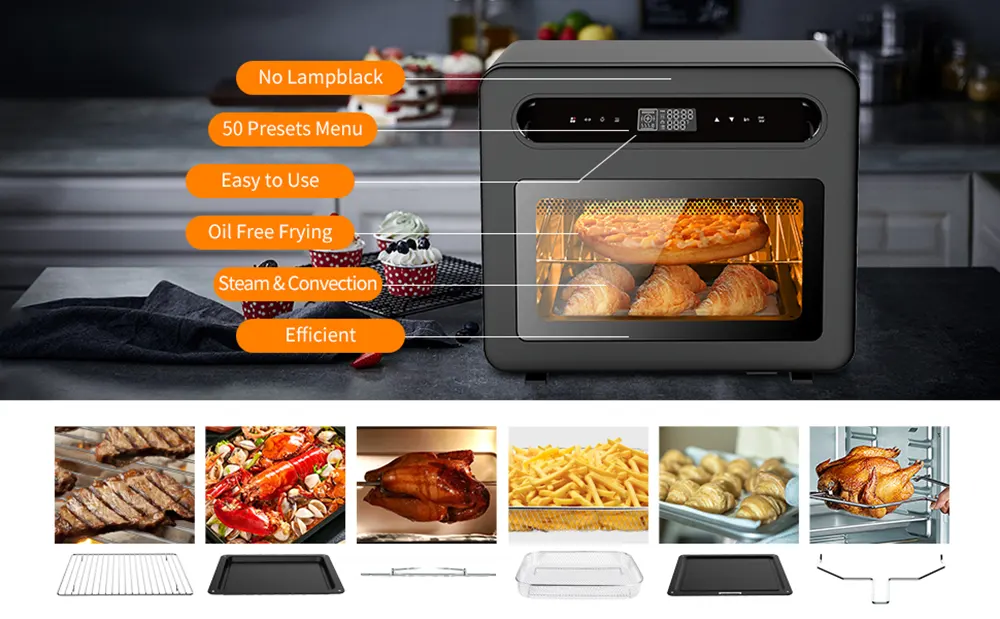 No Lampblack
50 Presets Menu
Easy to Use
Oil Free Frying
Steam & Convection
Efficient